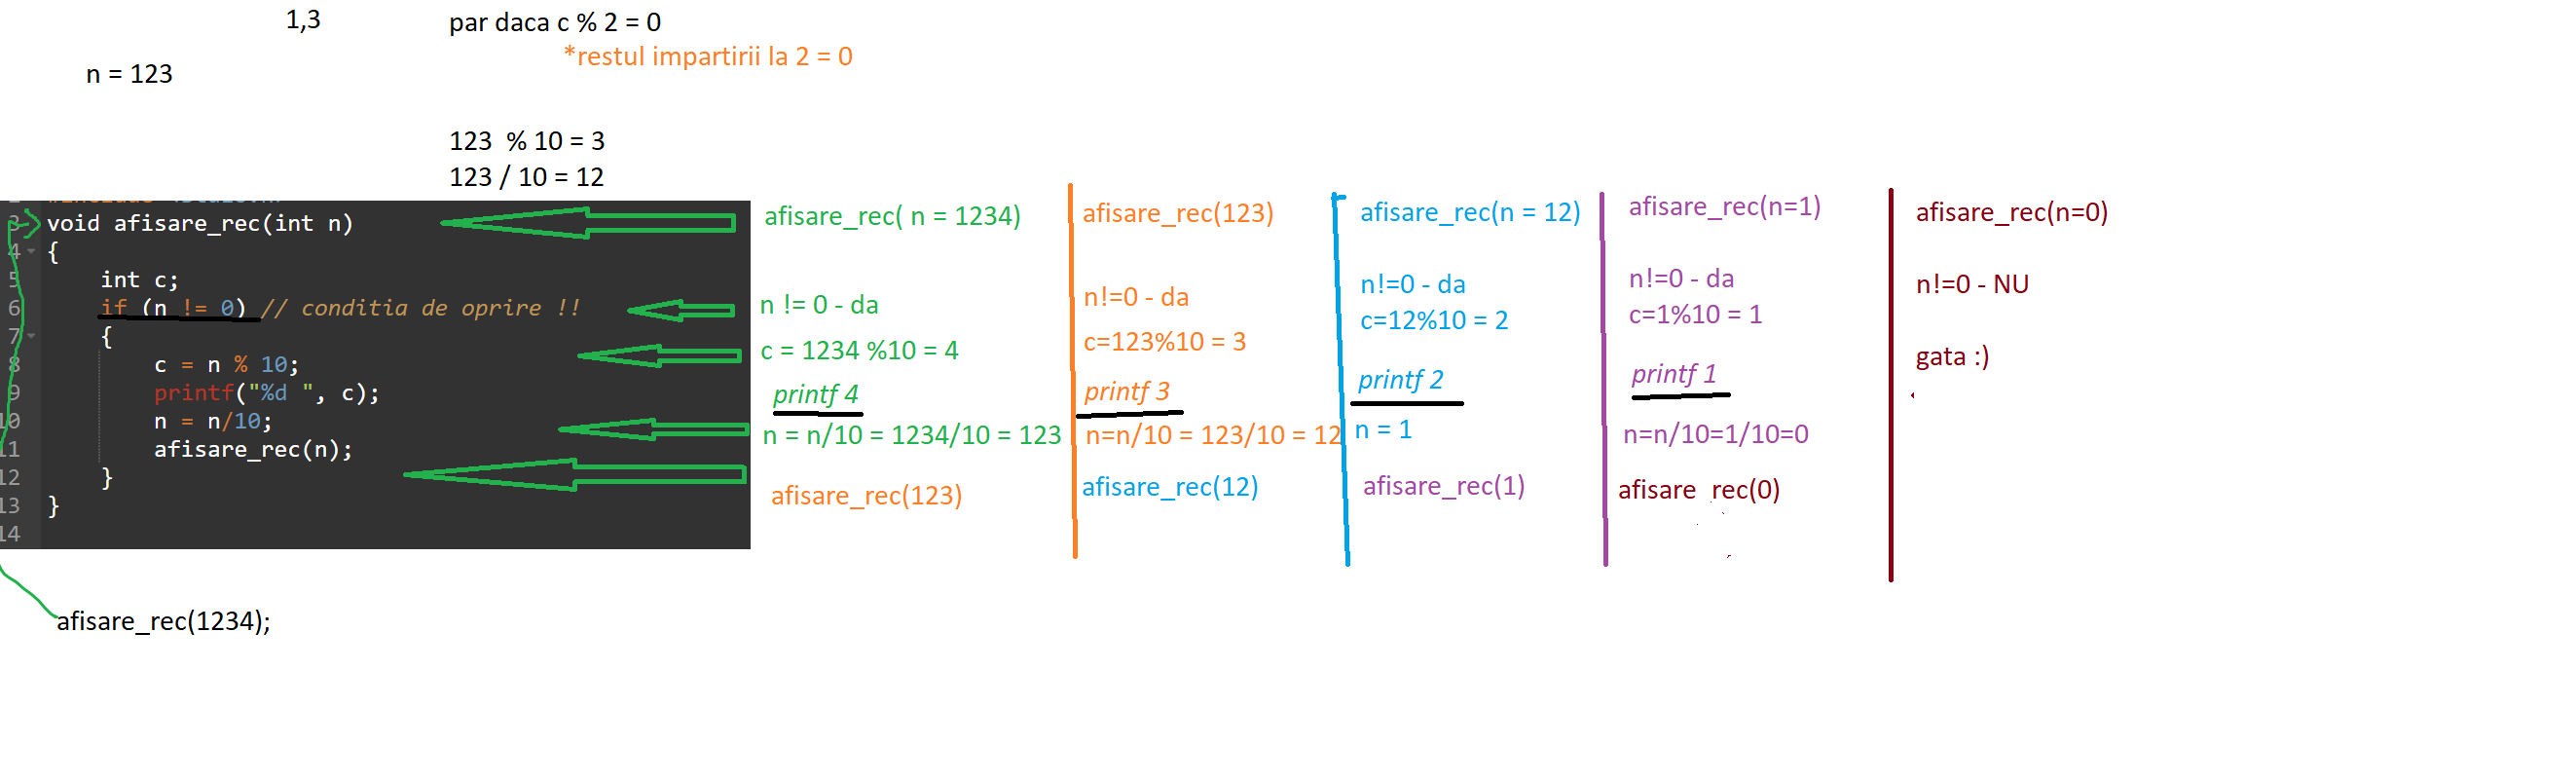 1,3
par daca c % 2 = 0
*restul impartirii la 2 = 0
n = 123
123 % 10 = 3
123 / 10 = 12
3 void afisare_rec(int n)
4 {
5 int c;
6 if (n != 0) // conditia de oprire !!
7 {
8 c = n % 10;
9 printf("%d ", c);
10 n = n/10;
11 afisare_rec(n);
12 }
13 }
14
afisare_rec( n = 1234)
n != 0 - da
c = 1234 %10 = 4
printf 4
n = n/10 = 1234/10 = 123
afisare_rec(123)
afisare_rec(123)
n!=0 - da
c=123%10 = 3
printf 3
n=n/10 = 123/10 = 12
afisare_rec(12)
afisare_rec(n = 12)
n!=0 - da
c=12%10 = 2
printf 2
n = 1
afisare_rec(1)
afisare_rec(n=1)
n!=0 - da
c=1%10 = 1
printf 1
n=n/10=1/10=0
afisare rec(0)
afisare_rec(n=0)
n!=0 - NU
gata :)
afisare_rec(1234);